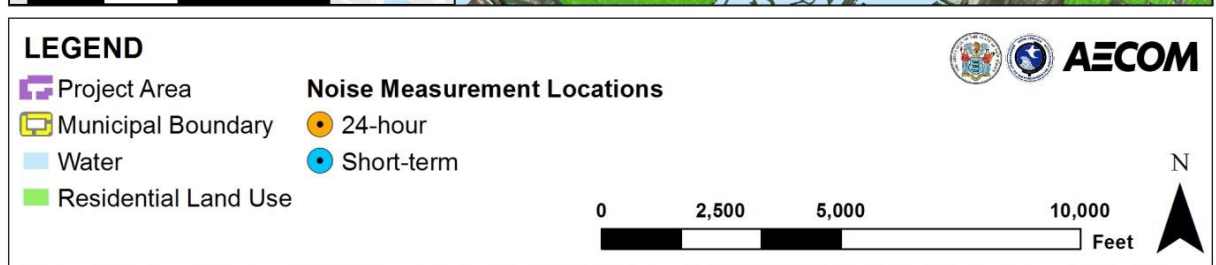 LEGEND
AECOM
Project Area
Noise Measurement Locations
Municipal Boundary
24-hour
Water
Short-term
N
Residential Land Use
0 2,500 5,000 10,000
Feet